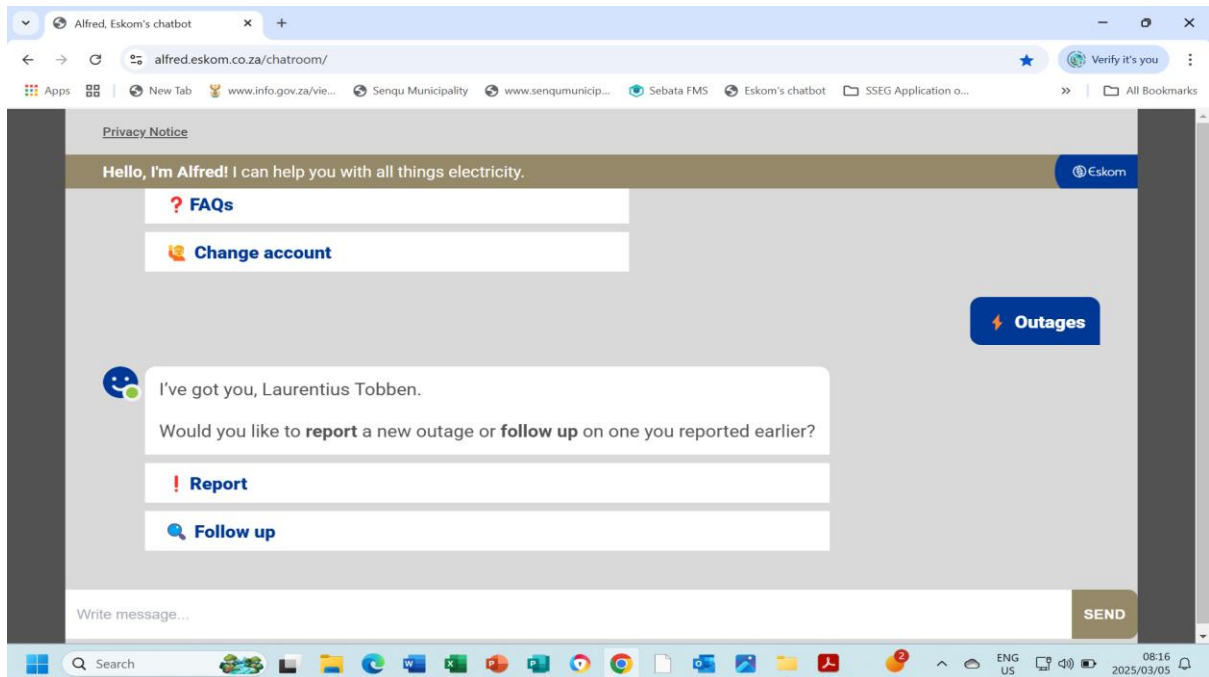 Alfred, Eskom's chatbot
alfred.eskom.co.za/chatroom/
Verify it's you
Apps
New Tab
www.info.gov.za/vie...
Senqu Municipality
www.senqumunicip...
Sebata FMS
Eskom's chatbot
SSEG Application o...
All Bookmarks
Privacy Notice
Hello, I'm Alfred! I can help you with all things electricity.
Eskom
FAQs
Change account
Outages
I've got you, Laurentius Tobben.
Would you like to report a new outage or follow up on one you reported earlier?
Report
Follow up
Write message...
SEND
Search
2
ENG
US
08:16
2025/03/05